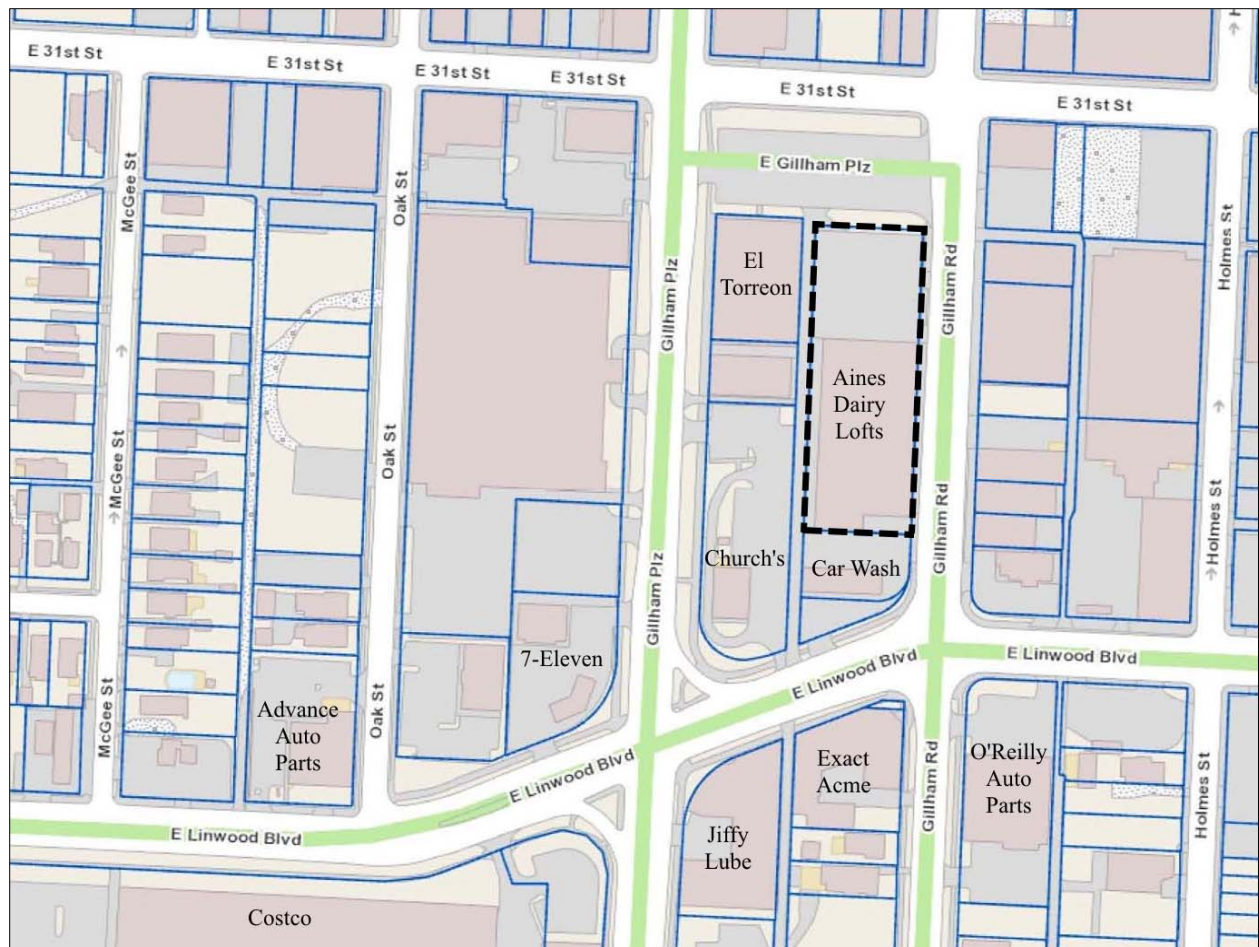 E 31st St
E 31st St
E 31st St
E 31st St
E 31st St
E 31st St
E Gillham Plz
McGee St
Oak St
Holmes St
El
Torreon
Gillham Plz
Gillham Rd
Aines
Dairy
Lofts
McGee St
Oak St
Gillham Rd
Holmes St
Church's
Car Wash
Gillham Plz
7-Eleven
E Linwood Blvd
E Linwood Blvd
McGee St
Oak St
Advance
Auto
Parts
Exact
Acme
O'Reilly
Auto
Parts
Gillham Rd
Holmes St
E Linwood Blvd
E Linwood Blvd
Jiffy
Lube
Costco